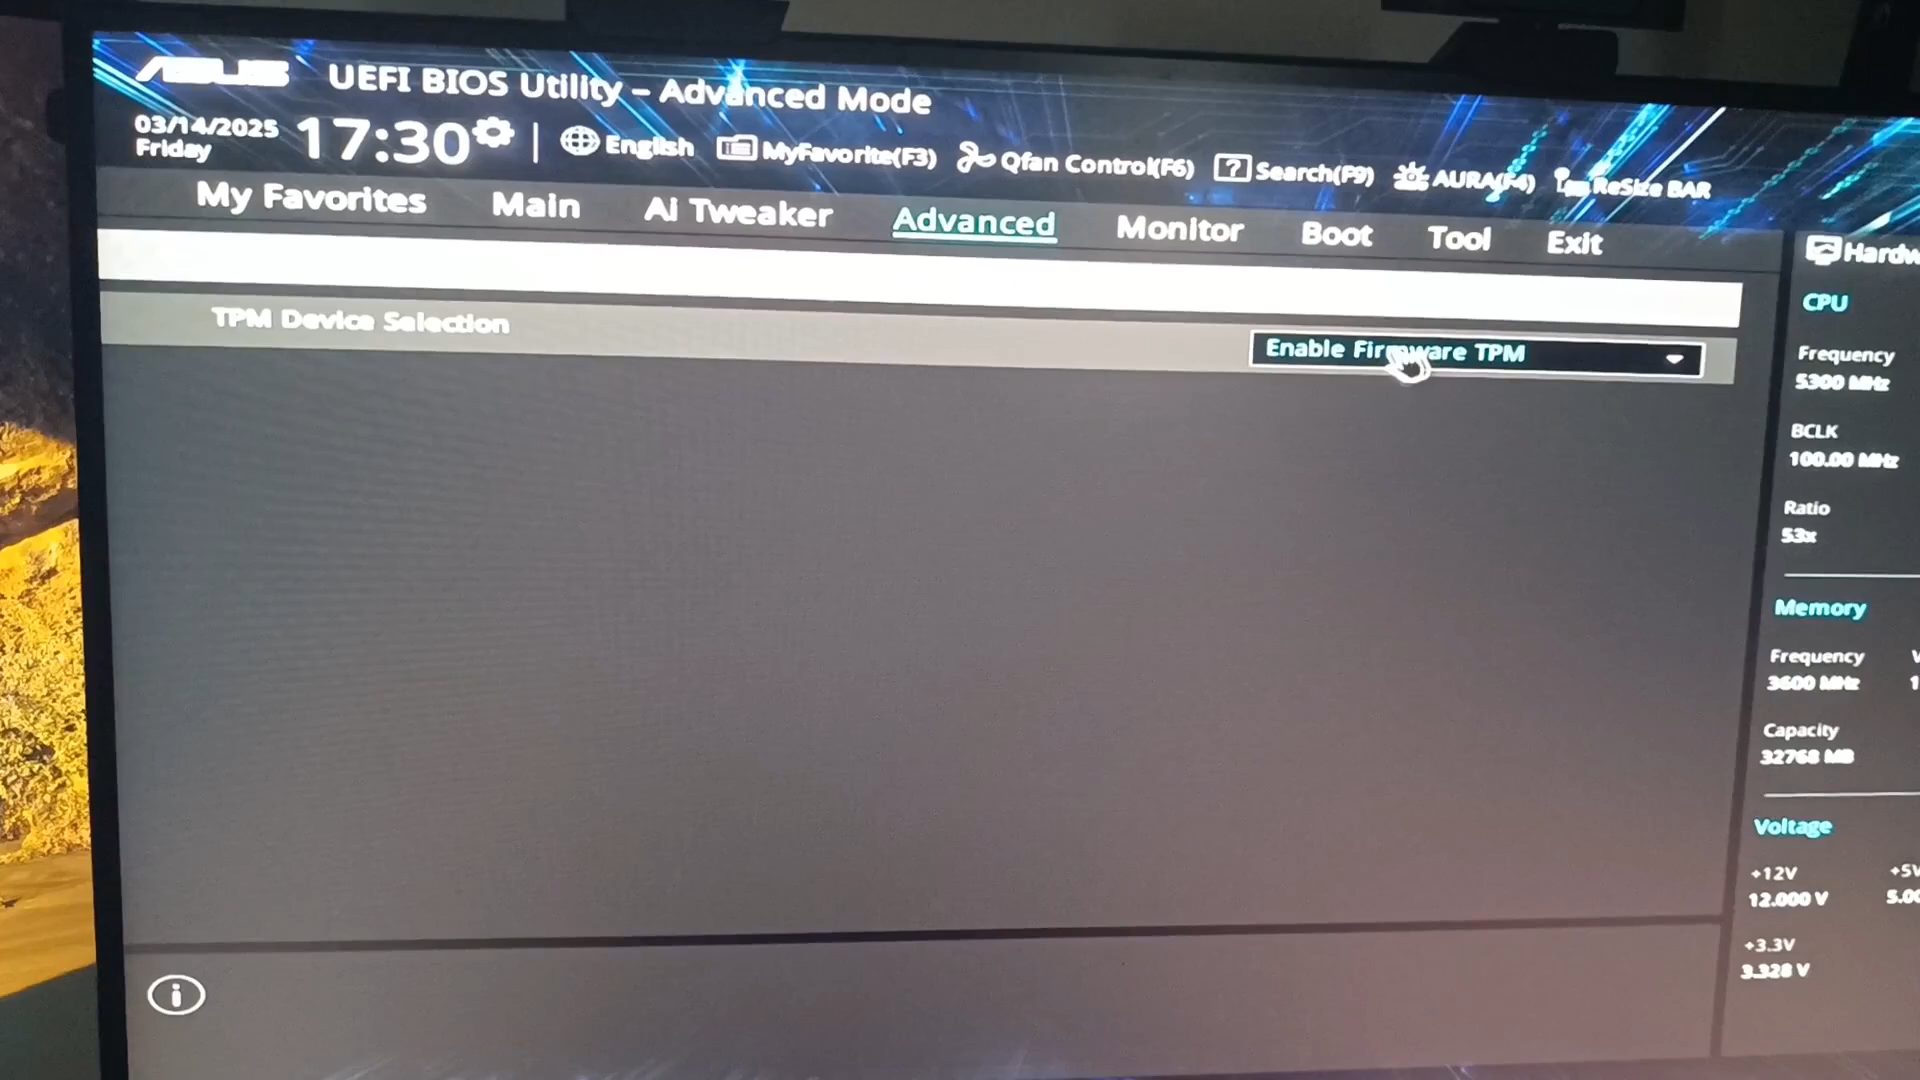 ASUS UEFI BIOS Utility – Advanced Mode
03/14/2025
Friday
17:30
English
MyFavorite(F3)
Qfan Control(F6)
Search(F9)
AURA(F4)
ReSize BAR
My Favorites Main Ai Tweaker Advanced Monitor Boot Tool Exit
TPM Device Selection
Enable Firmware TPM
CPU
Frequency
5300 MHz
BCLK
100.00 MHz
Ratio
53x
Memory
Frequency
3600 MHz
Capacity
32768 MB
Voltage
+12V
12.000 V
+3.3V
3.328 V